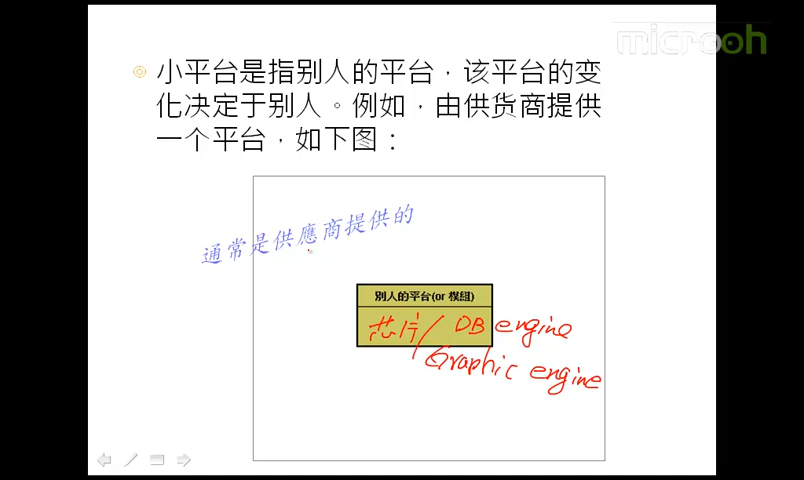 microoh
小平台是指别人的平台，该平台的变
化决定于别人。例如，由供货商提供
一个平台，如下图：
通常是供應商提供的
別人的平台(or 模組)
芯片/ DB engine
Graphic engine